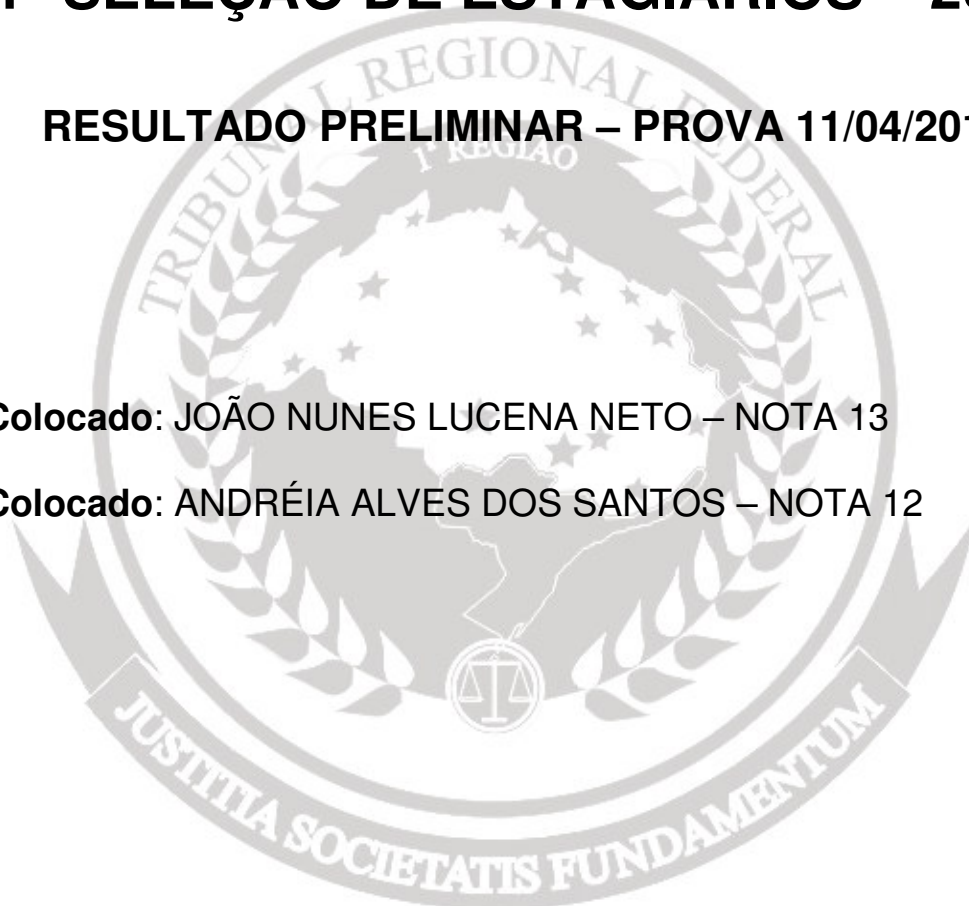 SELEÇÃO DE ESTAGIÁRIOS –
RESULTADO PRELIMINAR – PROVA 11/04/201
Colocado: JOÃO NUNES LUCENA NETO – NOTA 13
Colocado: ANDRÉIA ALVES DOS SANTOS – NOTA 12
TRIBUNAL REGIONAL FEDERAL
1ª REGIÃO
JUSTITIA SOCIETATIS FUNDAMENTUM